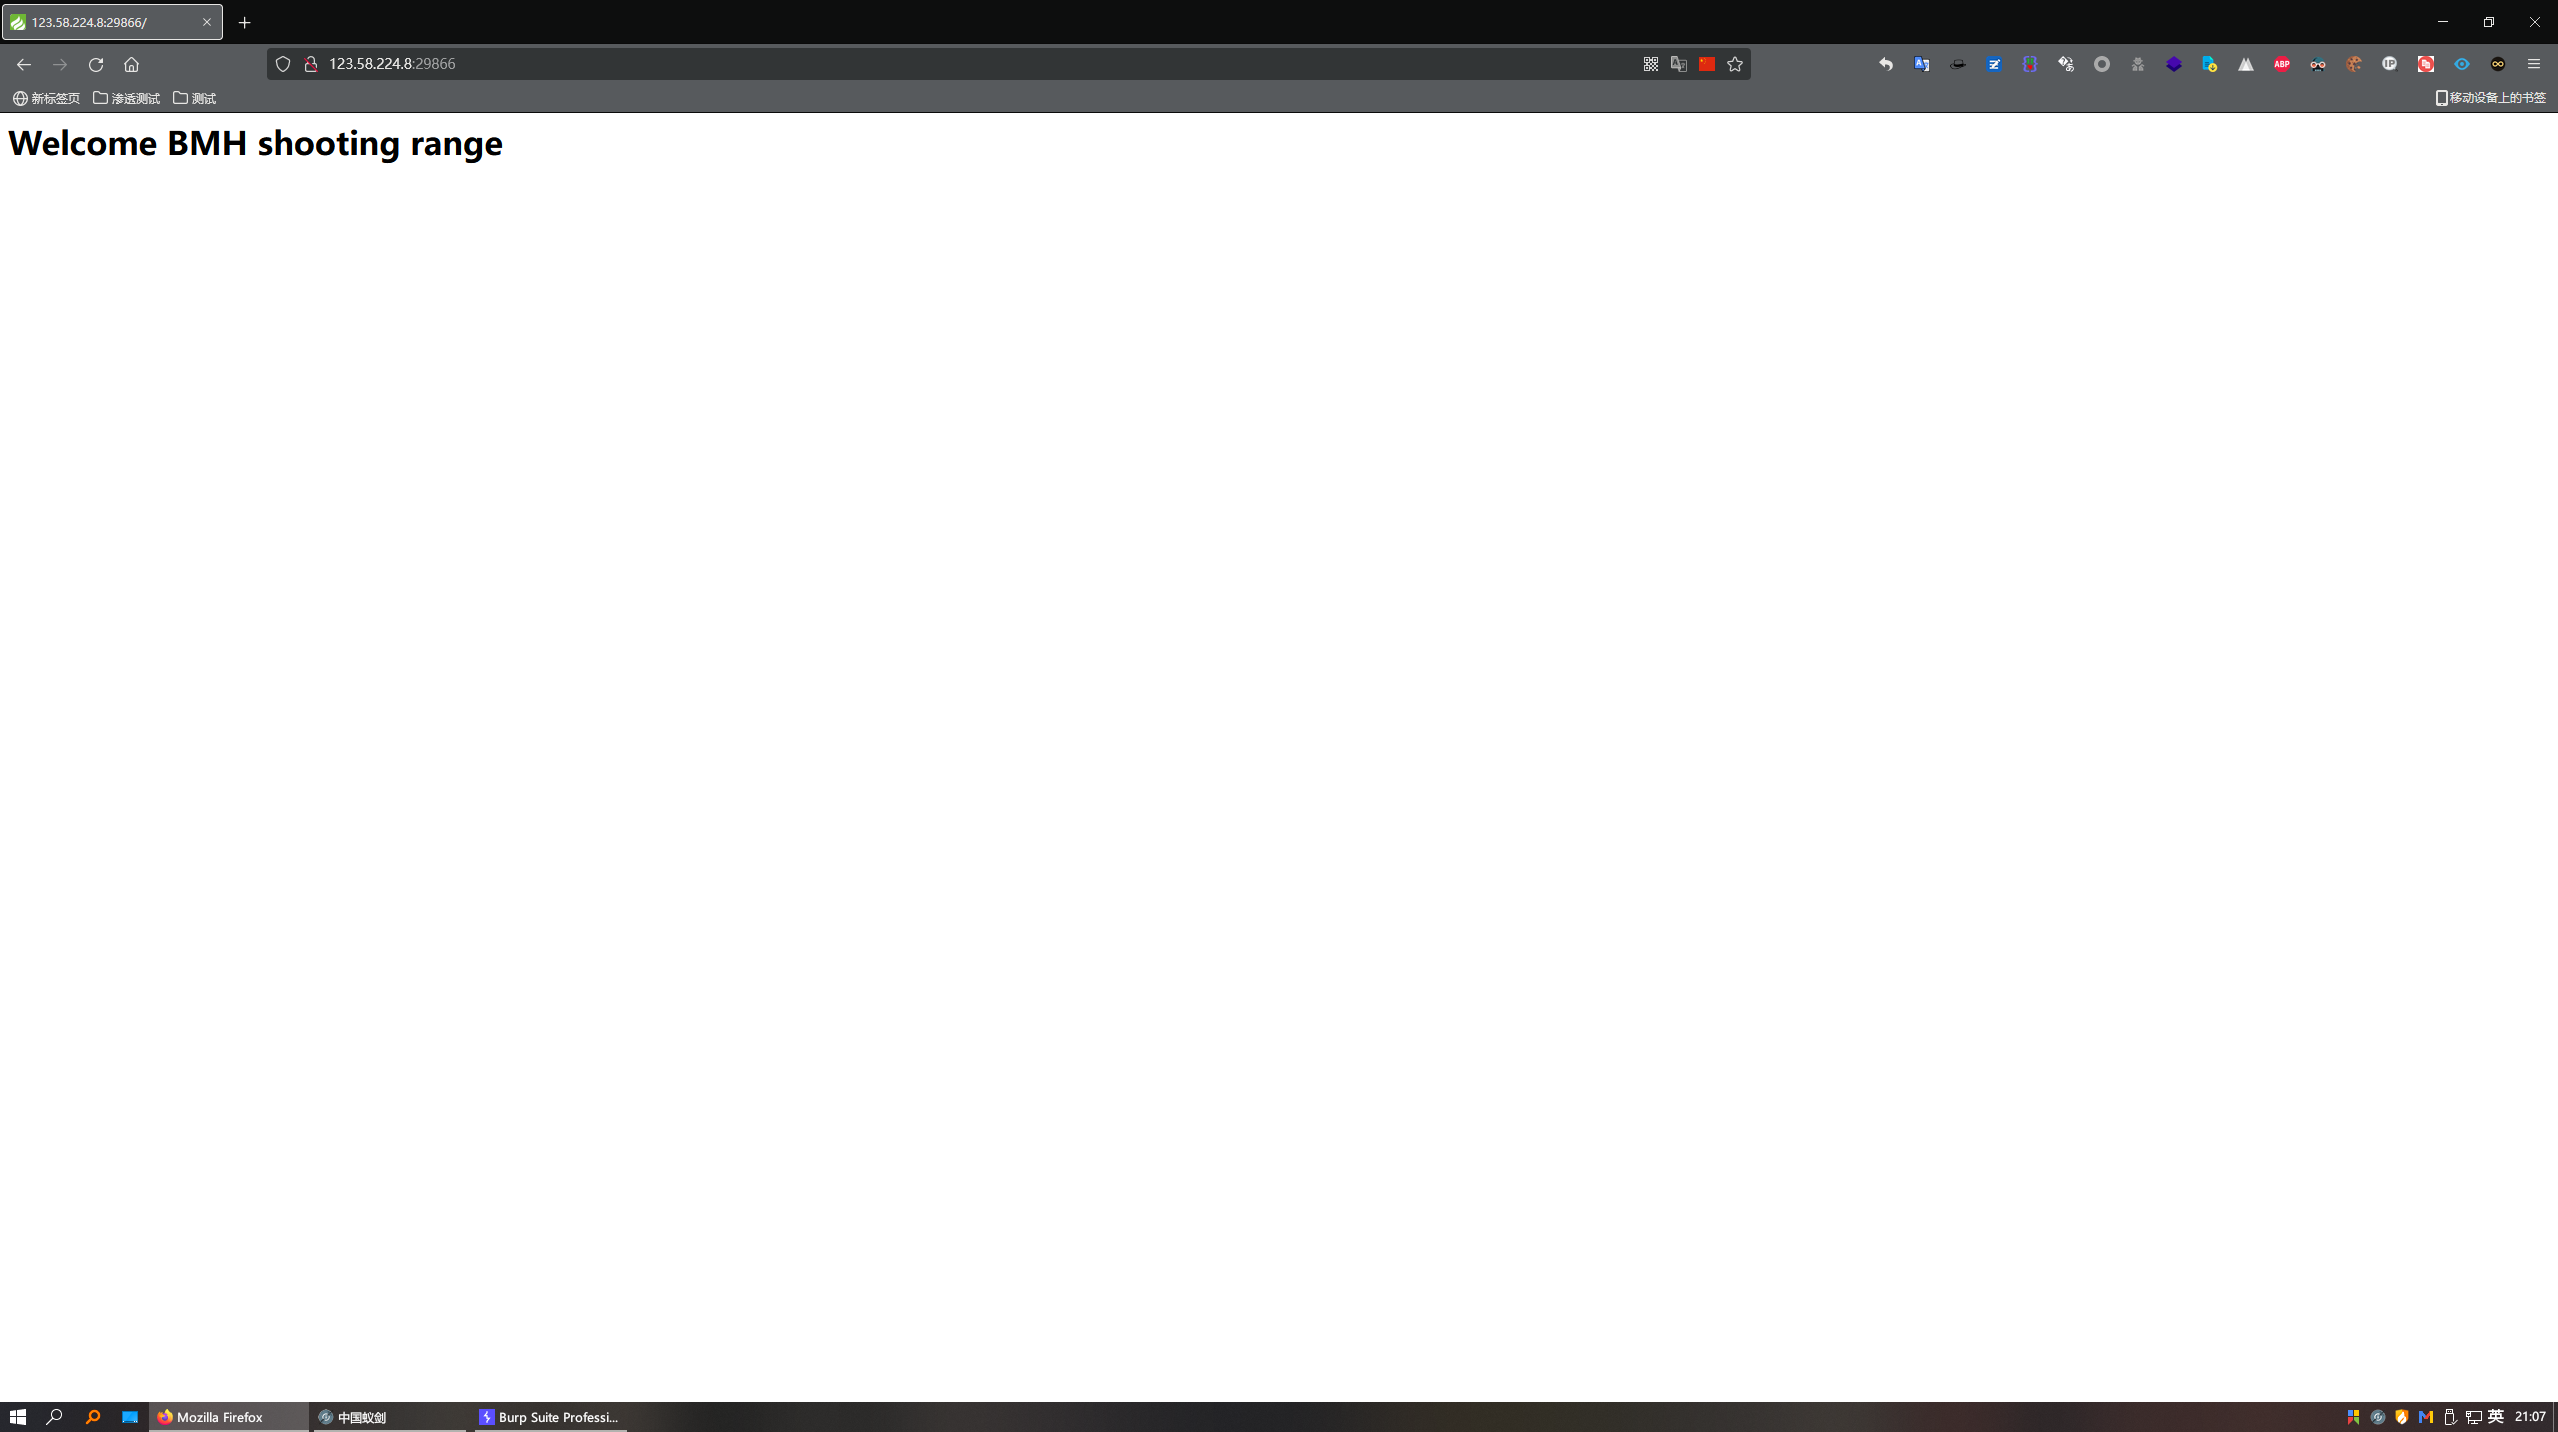 123.58.224.8:29866/
123.58.224.8:29866
新标签页 渗透测试 测试 移动设备上的书签
Welcome BMH shooting range
Mozilla Firefox 中国蚁剑 Burp Suite Professi... 英 21:07